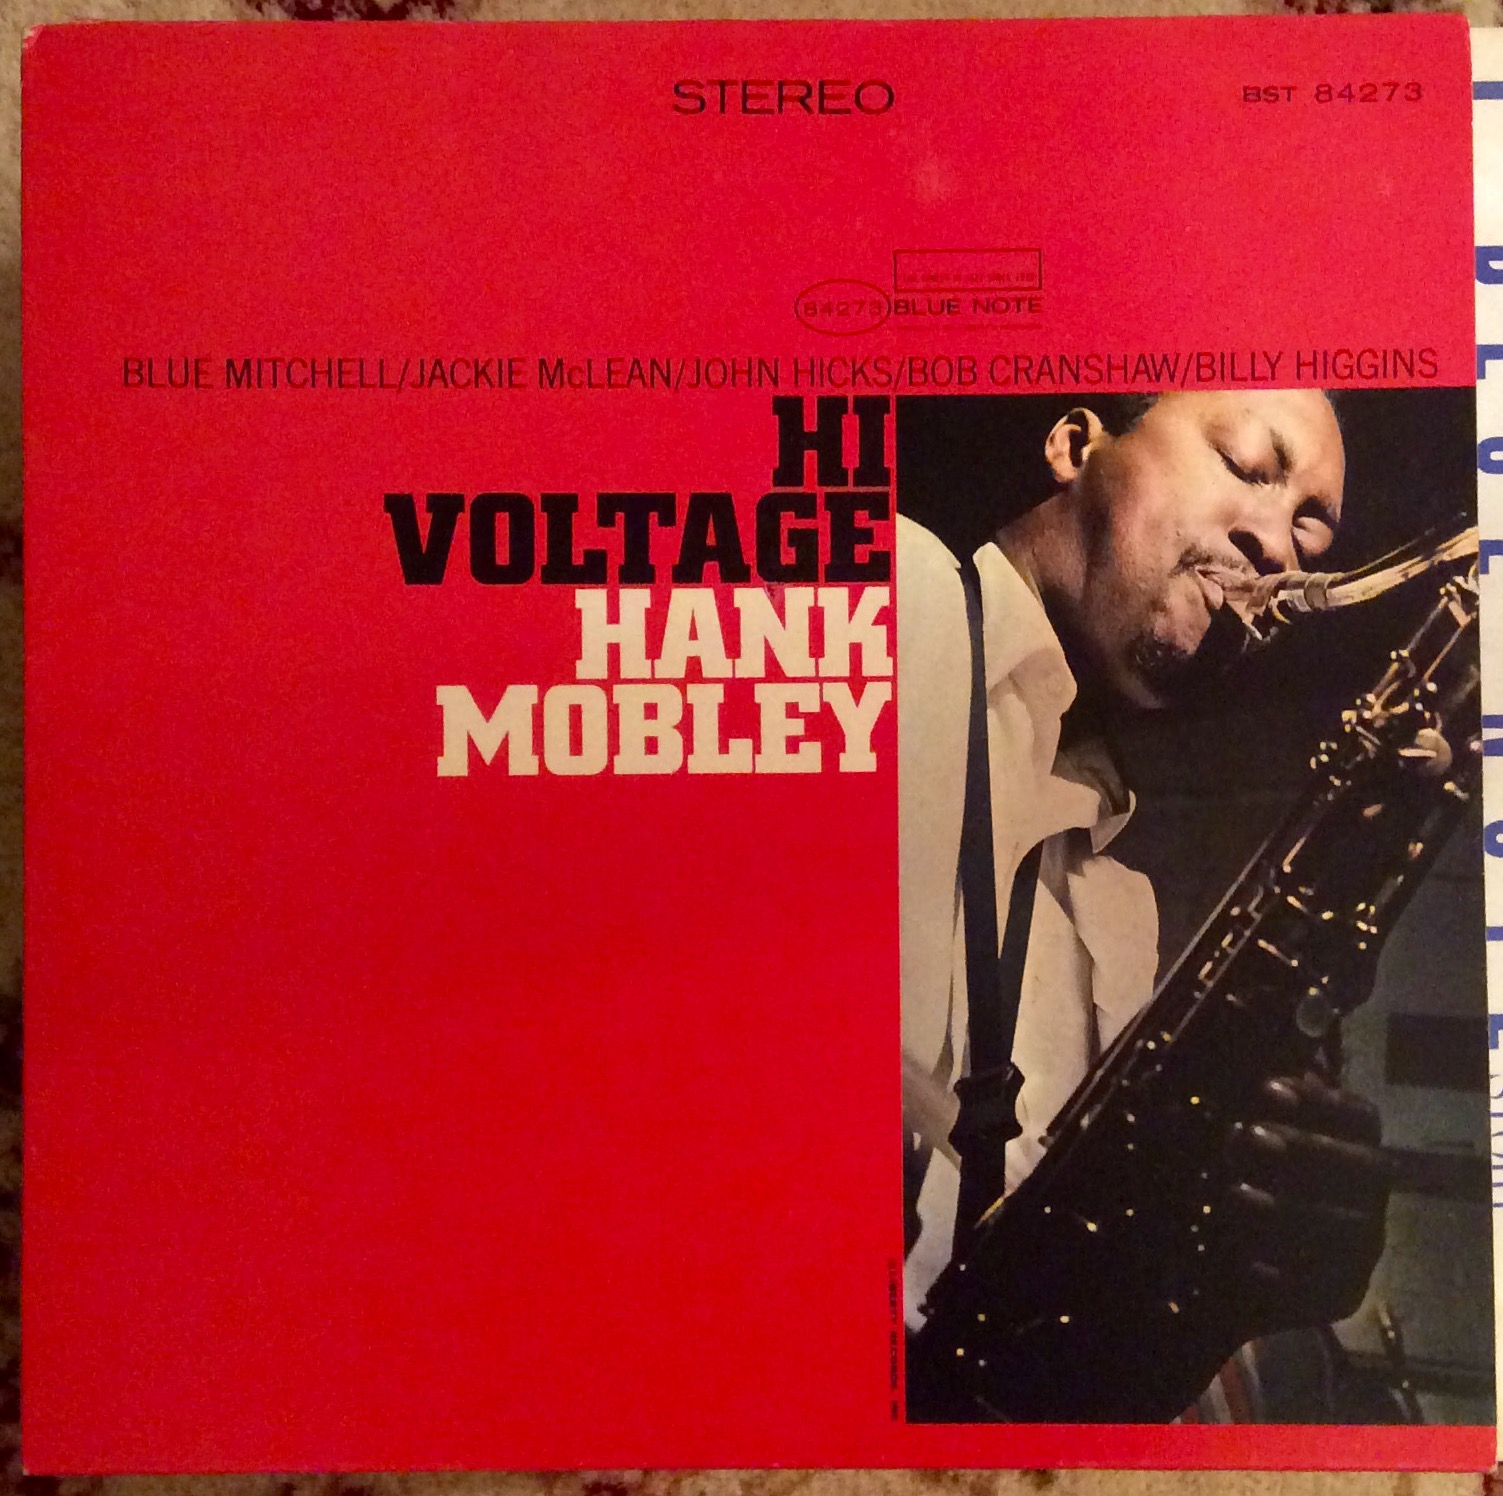 STEREO
BST 84273
84273 BLUE NOTE
BLUE MITCHELL/JACKIE McLEAN/JOHN HICKS/BOB CRANSHAW/BILLY HIGGINS
HI
VOLTAGE
HANK
MOBLEY